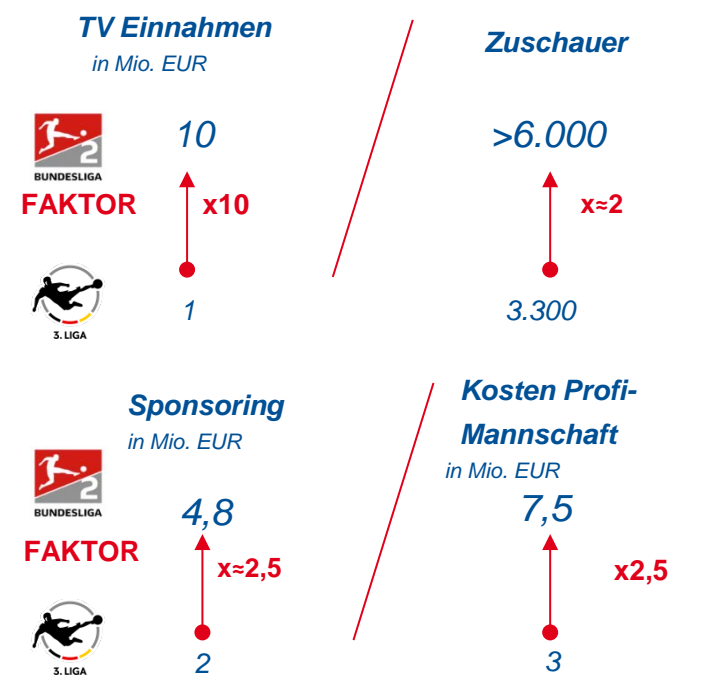 TV Einnahmen
in Mio. EUR
Zuschauer
2
BUNDESLIGA
10
>6.000
FAKTOR
x10
x≈2
3. LIGA
1
3.300
Sponsoring
in Mio. EUR
Kosten Profi-
Mannschaft
in Mio. EUR
2
BUNDESLIGA
4,8
7,5
FAKTOR
x≈2,5
x2,5
3. LIGA
2
3